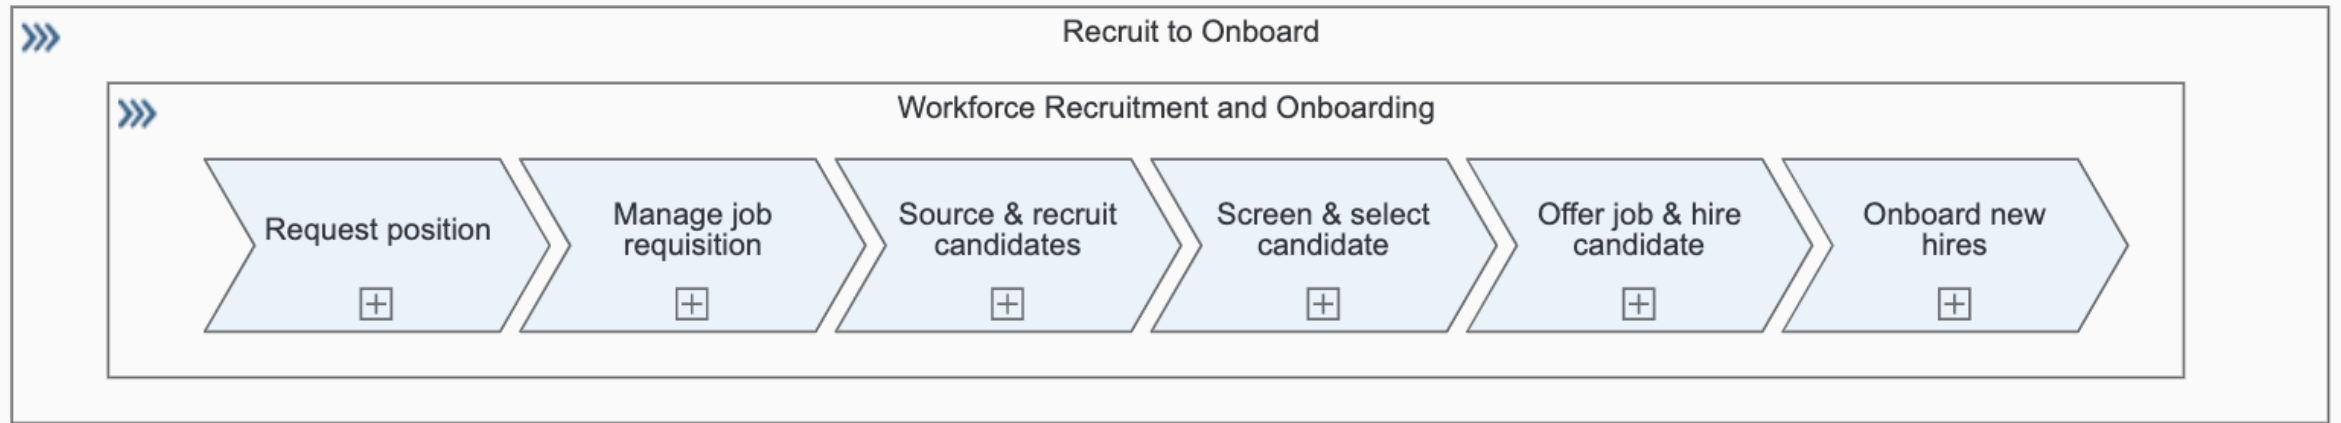 Recruit to Onboard
Workforce Recruitment and Onboarding
Request position
Manage job
requisition
Source & recruit
candidates
Screen & select
candidate
Offer job & hire
candidate
Onboard new
hires